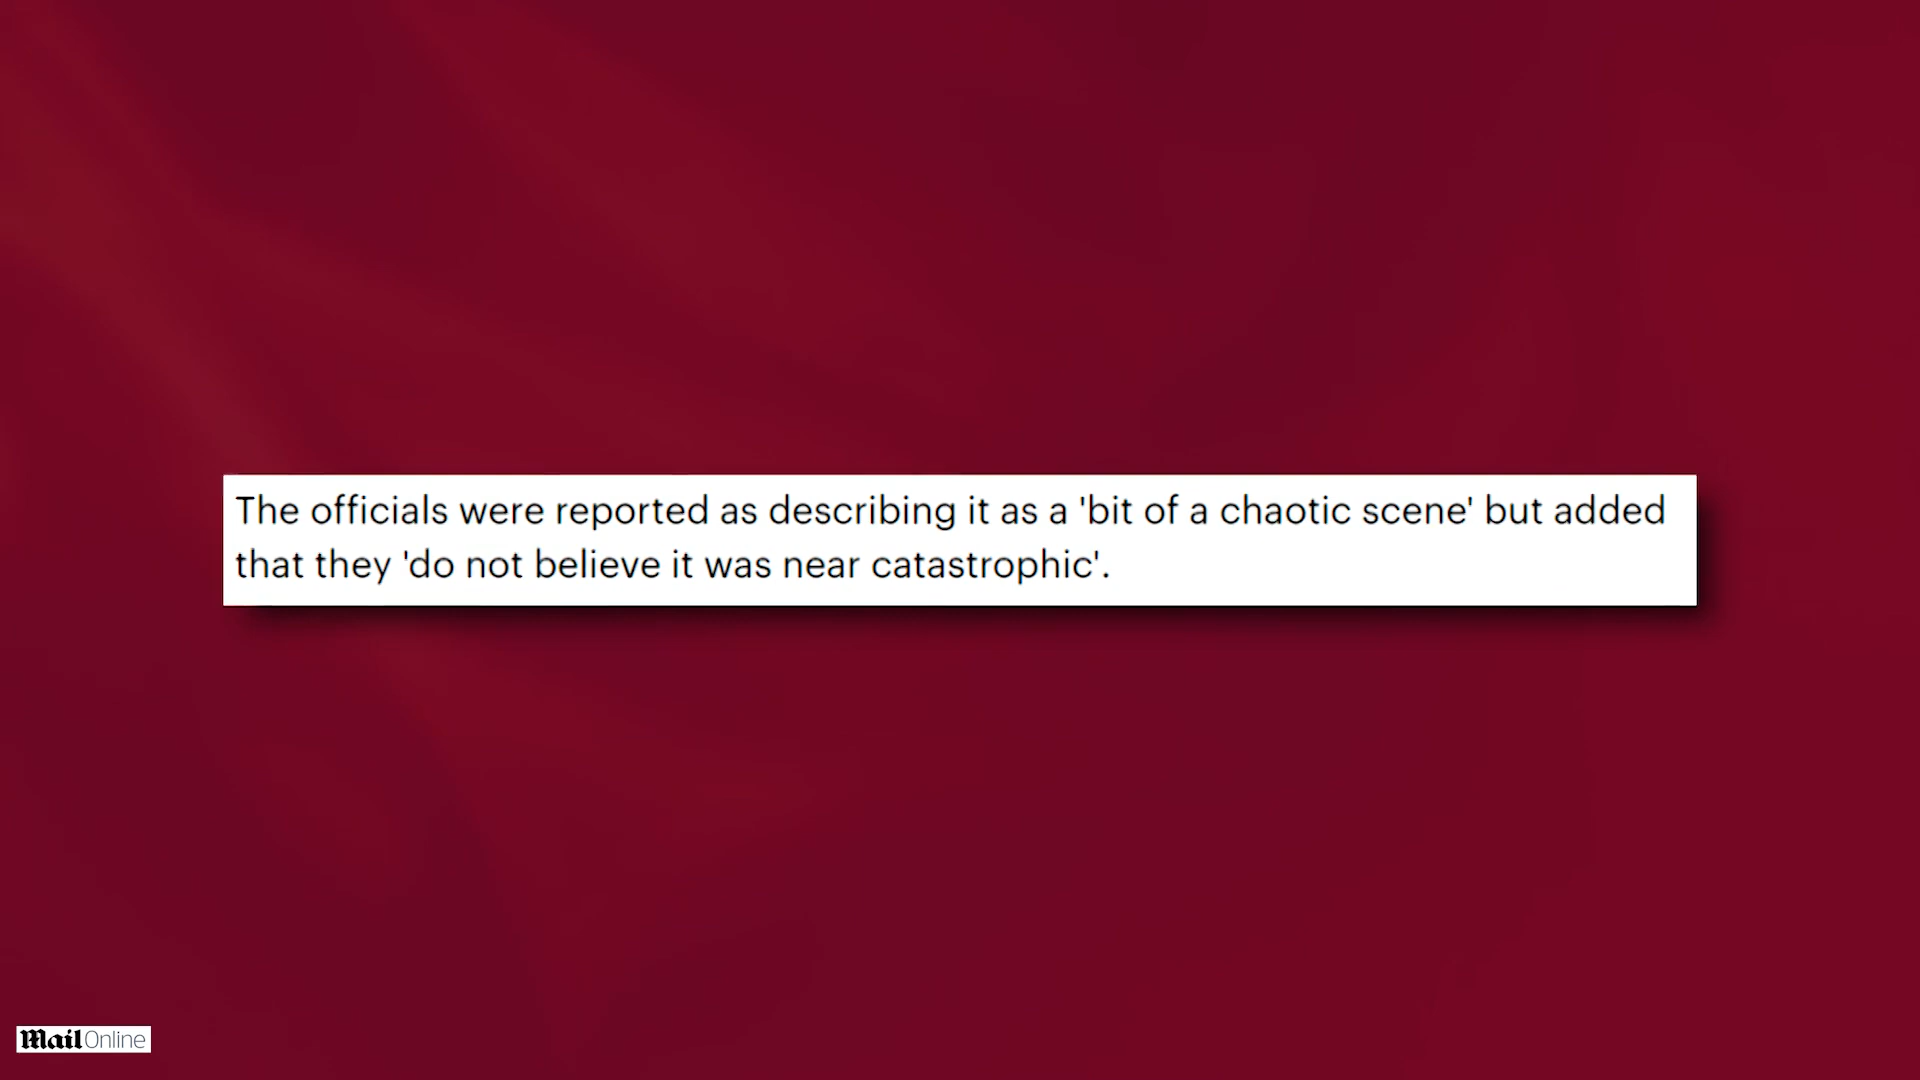 The officials were reported as describing it as a 'bit of a chaotic scene' but added
that they 'do not believe it was near catastrophic'.
Mail Online